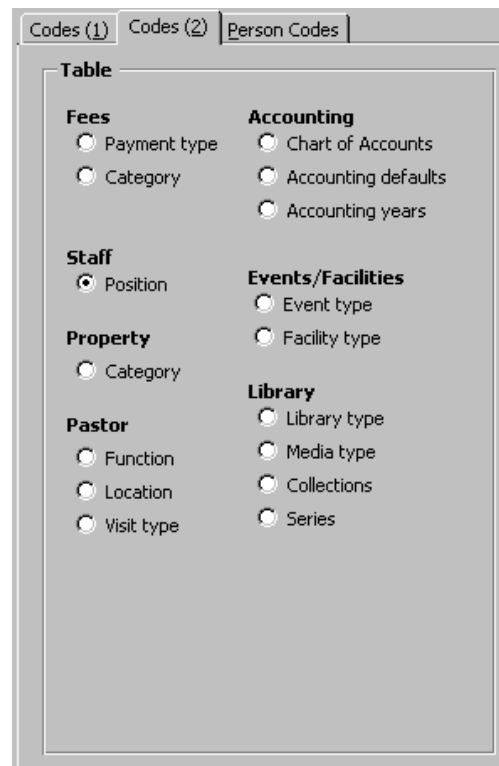 Codes (1) Codes (2) Person Codes
Table
Fees
Payment type
Category
Staff
Position
Property
Category
Pastor
Function
Location
Visit type
Accounting
Chart of Accounts
Accounting defaults
Accounting years
Events/Facilities
Event type
Facility type
Library
Library type
Media type
Collections
Series